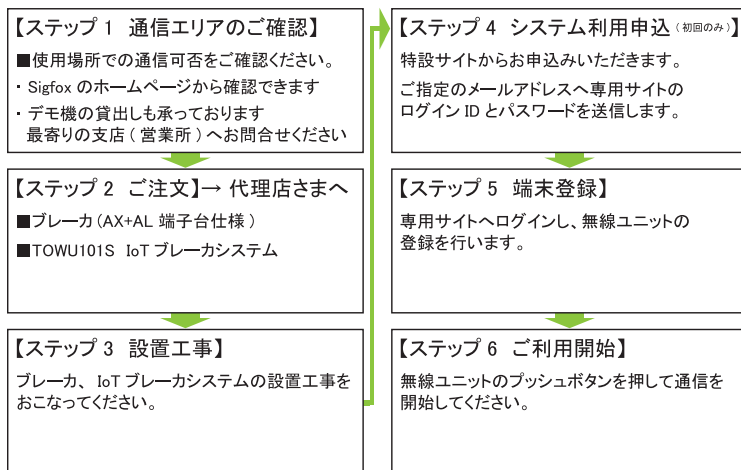 【ステップ 1 通信エリアのご確認】
■使用場所での通信可否をご確認ください。
・Sigfox のホームページから確認できます
・デモ機の貸出しも承っております
最寄りの支店(営業所)へお問合せください
【ステップ 2 ご注文】→ 代理店さまへ
■ブレーカ(AX+AL 端子台仕様)
■TOWU101S IoT ブレーカシステム
【ステップ 3 設置工事】
ブレーカ、 IoT ブレーカシステムの設置工事を
おこなってください。
【ステップ 4 システム利用申込(初回のみ)】
特設サイトからお申込みいただきます。
ご指定のメールアドレスへ専用サイトの
ログイン ID とパスワードを送信します。
【ステップ 5 端末登録】
専用サイトへログインし、無線ユニットの
登録を行います。
【ステップ 6 ご利用開始】
無線ユニットのプッシュボタンを押して通信を
開始してください。